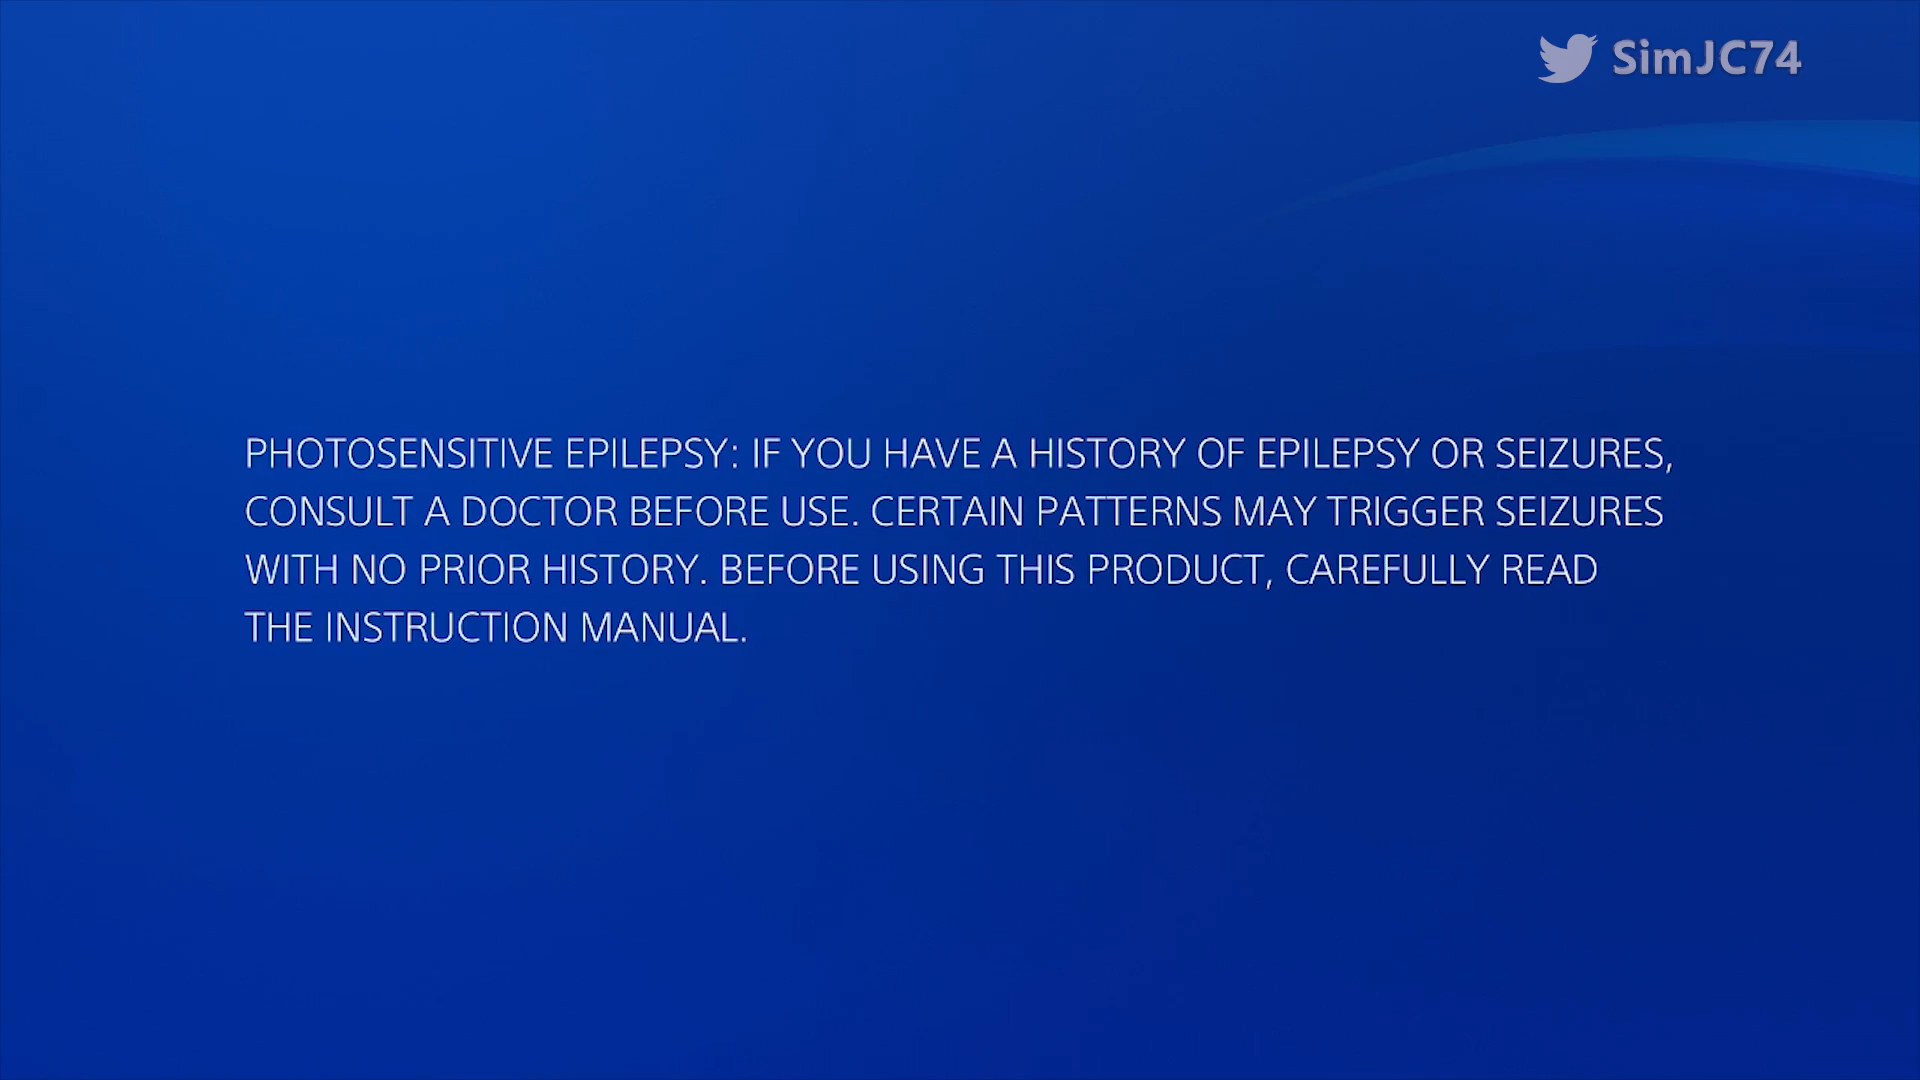 SimJC74
PHOTOSENSITIVE EPILEPSY: IF YOU HAVE A HISTORY OF EPILEPSY OR SEIZURES,
CONSULT A DOCTOR BEFORE USE. CERTAIN PATTERNS MAY TRIGGER SEIZURES
WITH NO PRIOR HISTORY. BEFORE USING THIS PRODUCT, CAREFULLY READ
THE INSTRUCTION MANUAL.